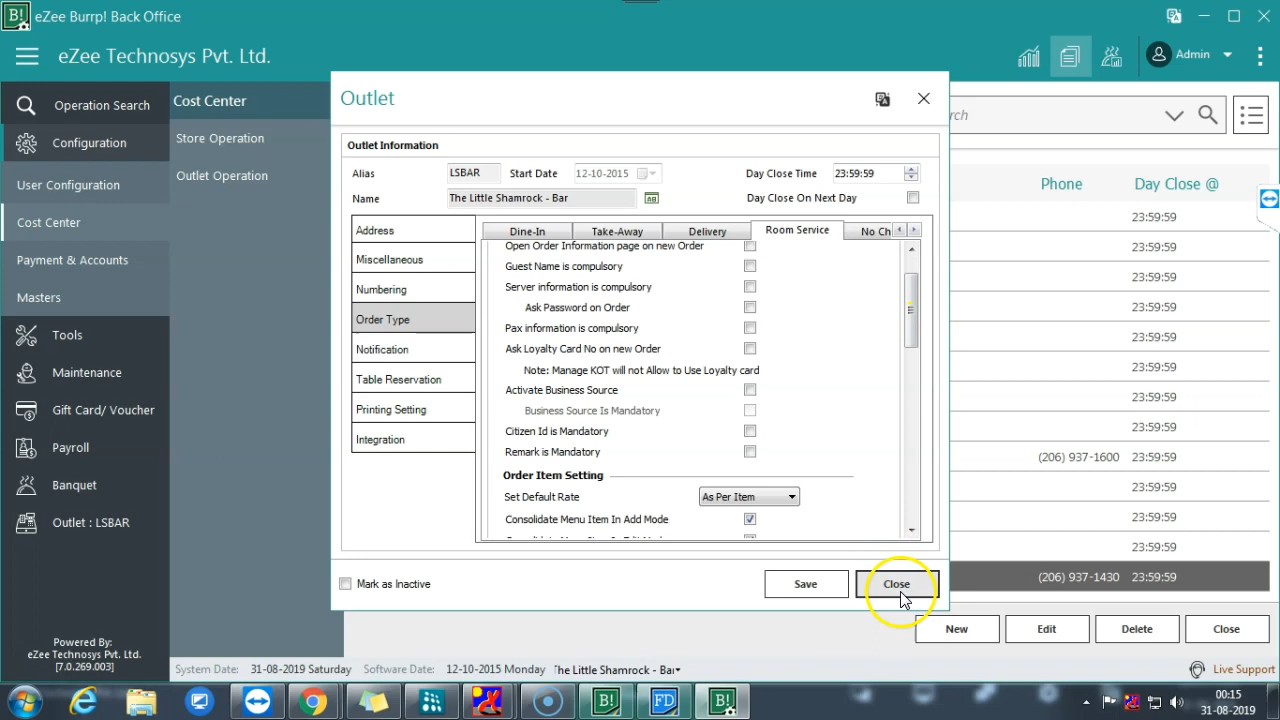 B! eZee Burrp! Back Office
eZee Technosys Pvt. Ltd.
Admin
Operation Search
Configuration
User Configuration
Cost Center
Payment & Accounts
Masters
Tools
Maintenance
Gift Card/ Voucher
Payroll
Banquet
Outlet : LSBAR
Powered By:
eZee Technosys Pvt. Ltd.
[7.0.269.003]
Cost Center
Store Operation
Outlet Operation
Outlet
Outlet Information
Alias LSBAR Start Date 12-10-2015 Day Close Time 23:59:59
Name The Little Shamrock - Bar Day Close On Next Day
Address
Miscellaneous
Numbering
Order Type
Notification
Table Reservation
Printing Setting
Integration
Dine-In Take-Away Delivery Room Service No Ch
Open Order Information page on new Order
Guest Name is compulsory
Server information is compulsory
Ask Password on Order
Pax information is compulsory
Ask Loyalty Card No on new Order
Note: Manage KOT will not Allow to Use Loyalty card
Activate Business Source
Business Source Is Mandatory
Citizen Id is Mandatory
Remark is Mandatory
Order Item Setting
Set Default Rate As Per Item
Consolidate Menu Item In Add Mode
Mark as Inactive Save Close
rch
Phone Day Close @
23:59:59
23:59:59
23:59:59
23:59:59
23:59:59
23:59:59
23:59:59
23:59:59
(206) 937-1600 23:59:59
23:59:59
23:59:59
23:59:59
(206) 937-1430 23:59:59
New Edit Delete Close
System Date: 31-08-2019 Saturday Software Date: 12-10-2015 Monday The Little Shamrock - Bar
Live Support
B! FD B!
00:15
31-08-2019